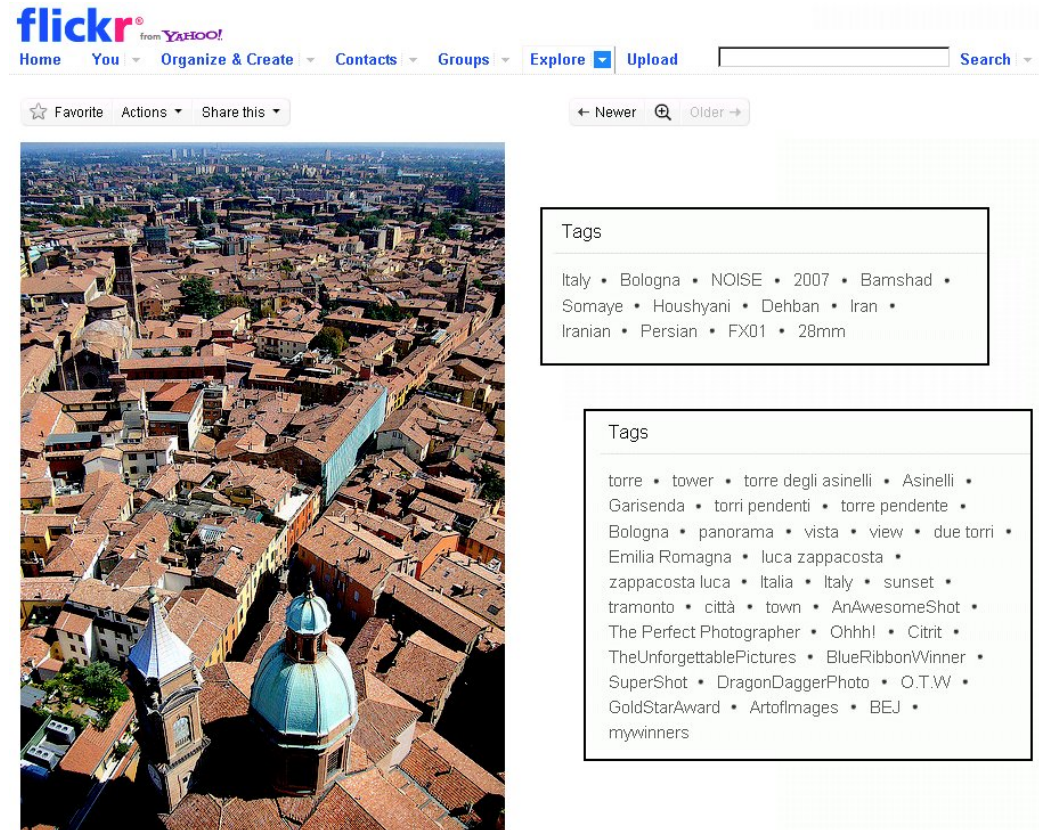 flickr® from YAHOO!
Home You Organize & Create Contacts Groups Explore Upload Search
Favorite Actions Share this
← Newer Older →
Tags
Italy • Bologna • NOISE • 2007 • Bamshad •
Somaye • Houshyani • Dehban • Iran •
Iranian • Persian • FX01 • 28mm
Tags
torre • tower • torre degli asinelli • Asinelli •
Garisenda • torri pendenti • torre pendente •
Bologna • panorama • vista • view • due torri •
Emilia Romagna • luca zappacosta •
zappacosta luca • Italia • Italy • sunset •
tramonto • città • town • AnAwesomeShot •
The Perfect Photographer • Ohhh! • Citrit •
TheUnforgettablePictures • BlueRibbonWinner •
SuperShot • DragonDaggerPhoto • O.T.W •
GoldStarAward • ArtofImages • BEJ •
mywinners